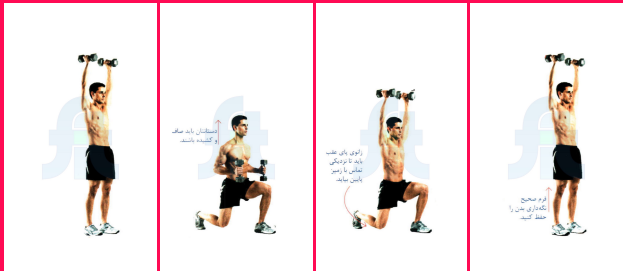 دستانتان باید صاف
و کشیده باشند.
زانوی پای عقب
باید تا نزدیکی
تماس با زمین
پایین بیاید.
فرم صحیح
نگه‌داری بدن را
حفظ کنید.